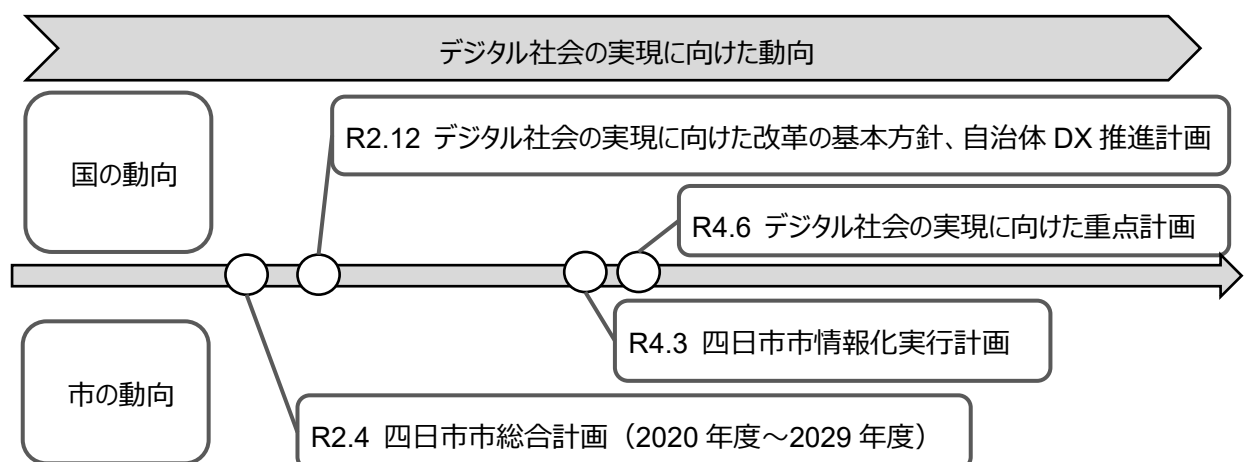 デジタル社会の実現に向けた動向
国の動向
R2.12 デジタル社会の実現に向けた改革の基本方針、自治体 DX 推進計画
R4.6 デジタル社会の実現に向けた重点計画
R4.3 四日市市情報化実行計画
市の動向
R2.4 四日市市総合計画（2020 年度～2029 年度）